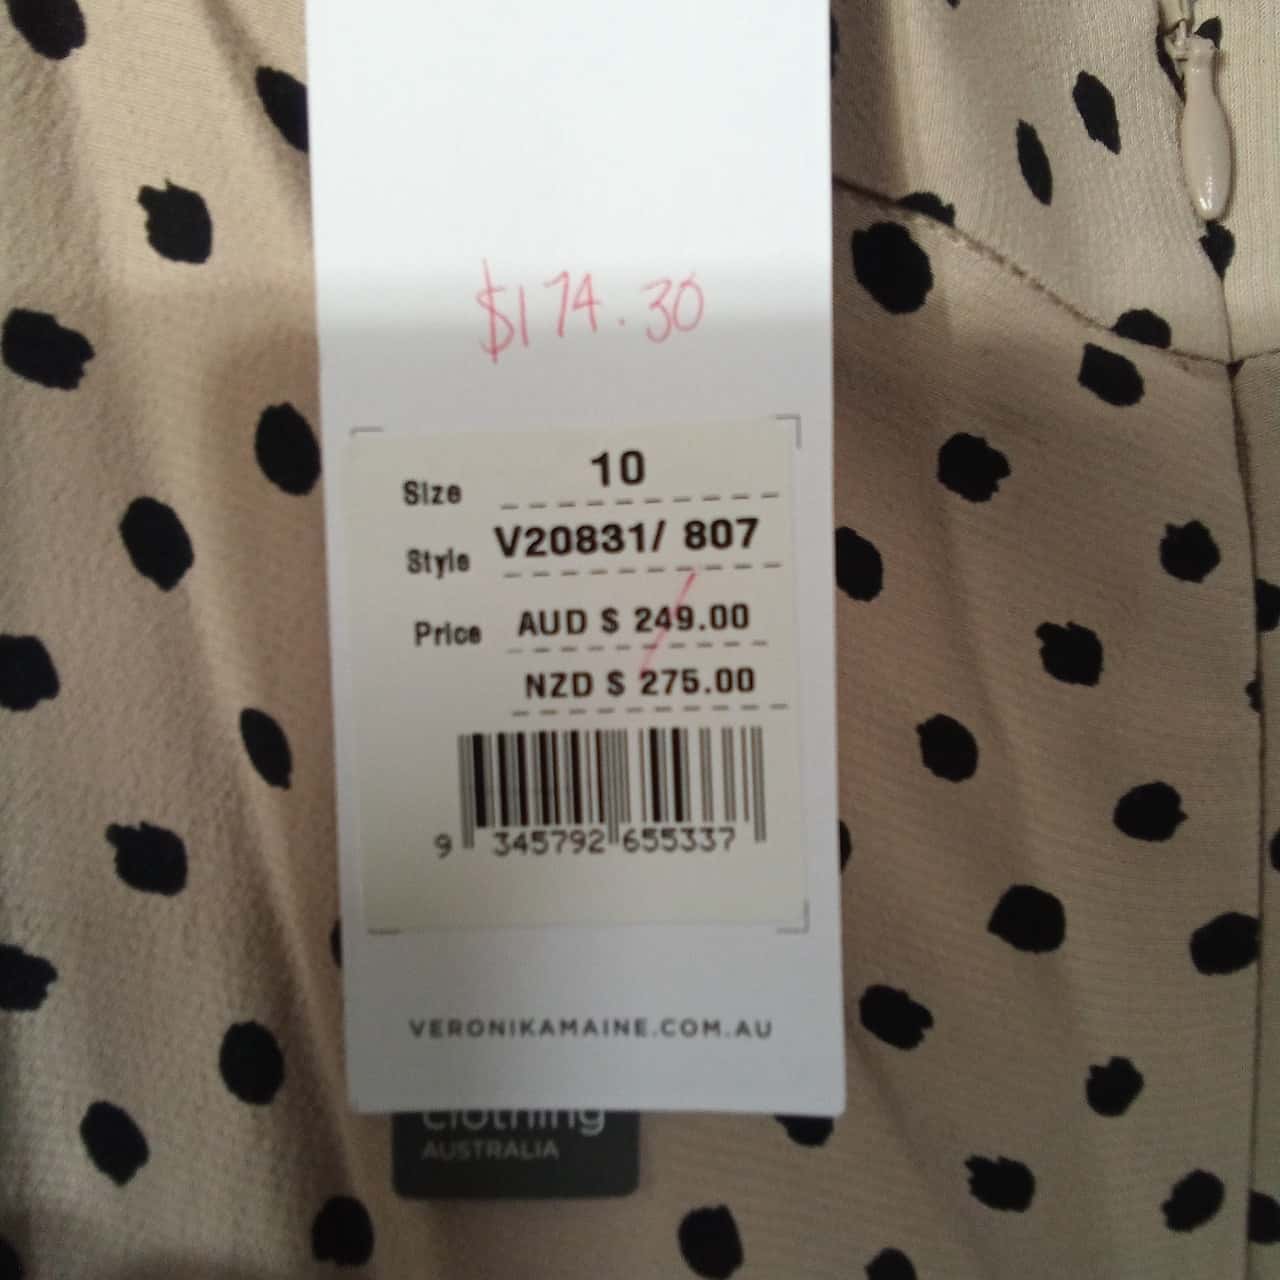 $174.30
Size 10
Style V20831/ 807
Price AUD $ 249.00
NZD $ 275.00
9 345792 655337
VERONIKAMAINE.COM.AU
clothing
AUSTRALIA